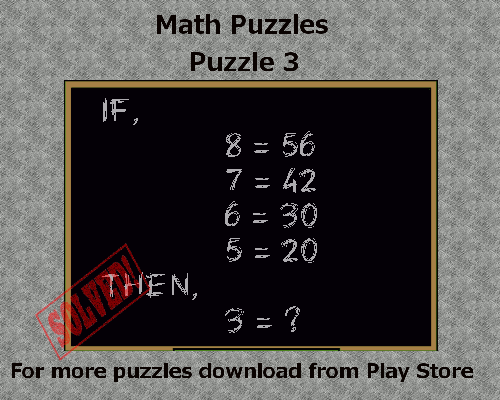 Math Puzzles
Puzzle 3
IF,
8 = 56
7 = 42
6 = 30
5 = 20
SOLVED!
THEN,
3 = ?
For more puzzles download from Play Store